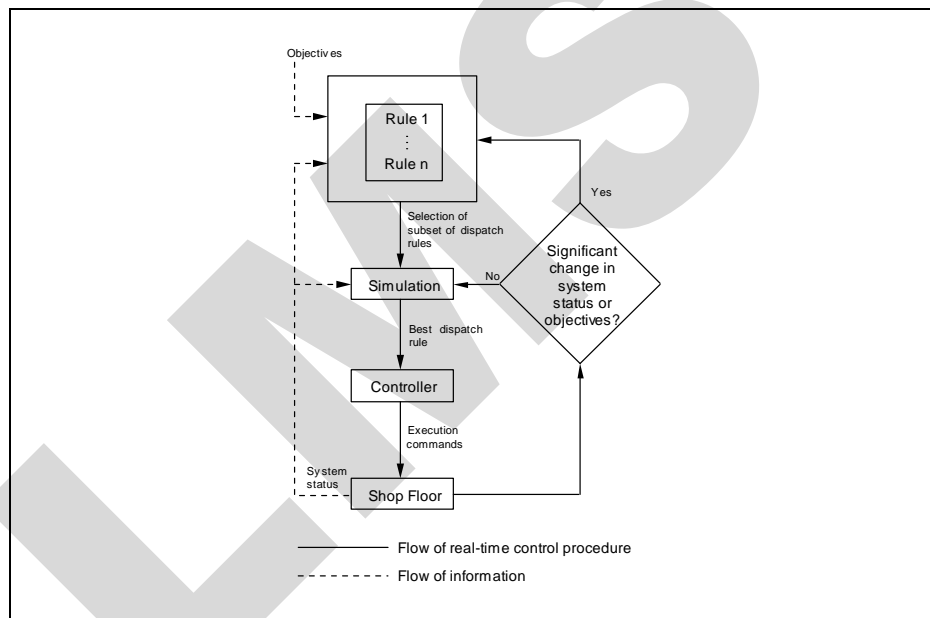 Objectives
Rule 1
⋮
Rule n
Yes
Selection of
subset of dispatch
rules
Significant
change in
system
status or
objectives?
No
Simulation
Best dispatch
rule
Controller
Execution
commands
System
status
Shop Floor
Flow of real-time control procedure
Flow of information
LMS